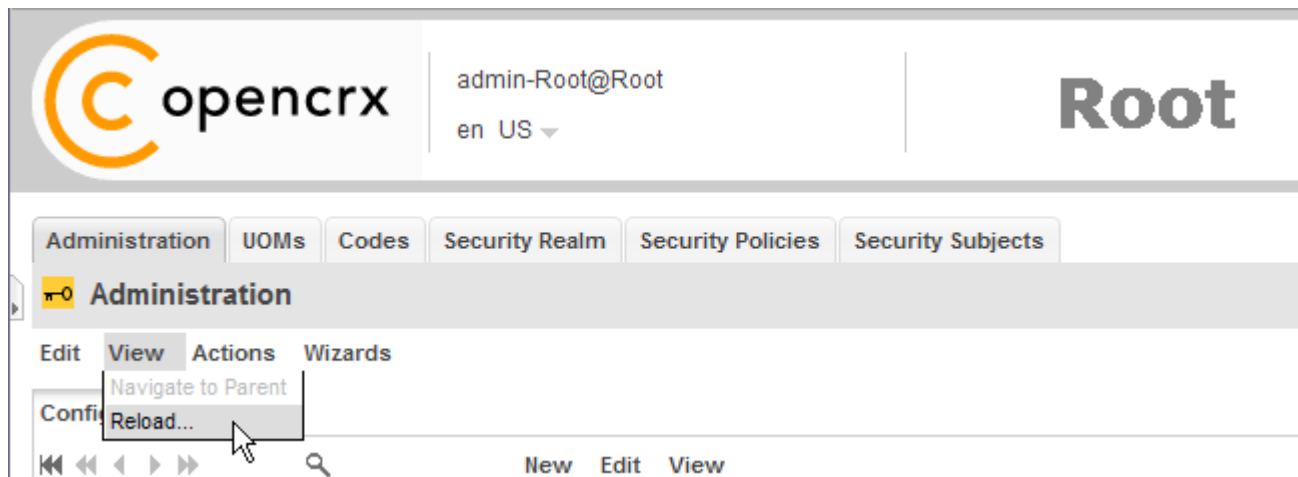 opencrx
admin-Root@Root
en US
Root
Administration UOMs Codes Security Realm Security Policies Security Subjects
Administration
Edit View Actions Wizards
Navigate to Parent
Reload...
New Edit View